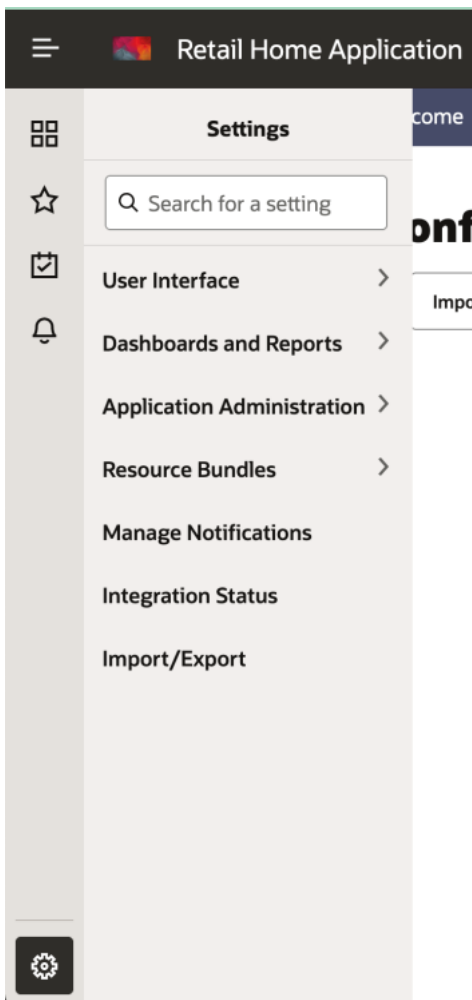 Retail Home Application
come
Settings
Search for a setting
onf
Impo
User Interface
Dashboards and Reports
Application Administration
Resource Bundles
Manage Notifications
Integration Status
Import/Export